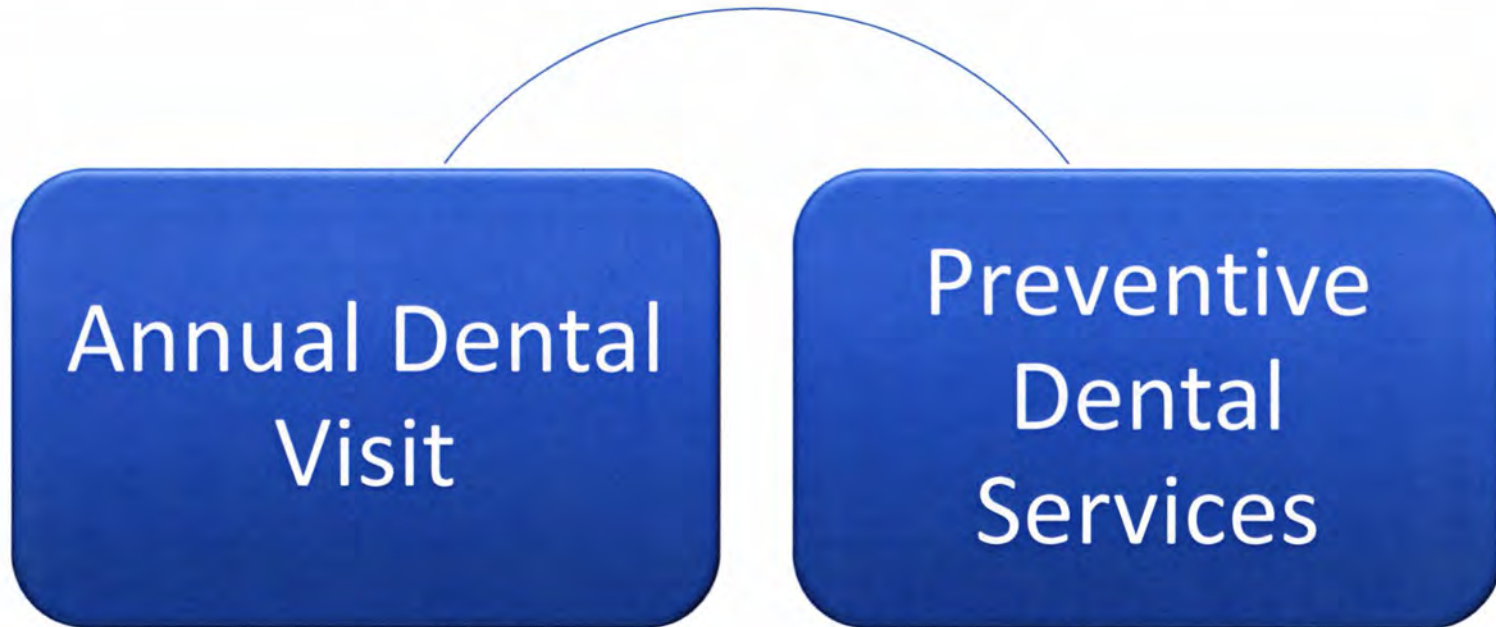 Annual Dental
Visit
Preventive
Dental
Services